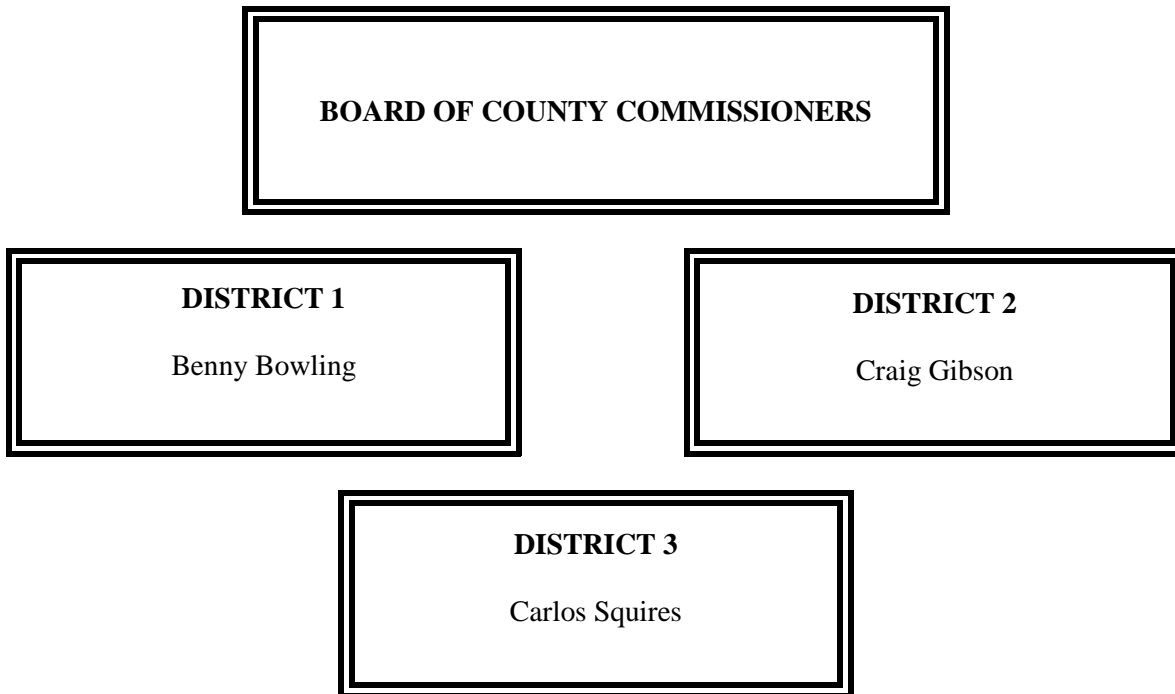 BOARD OF COUNTY COMMISSIONERS
DISTRICT 1
Benny Bowling
DISTRICT 2
Craig Gibson
DISTRICT 3
Carlos Squires